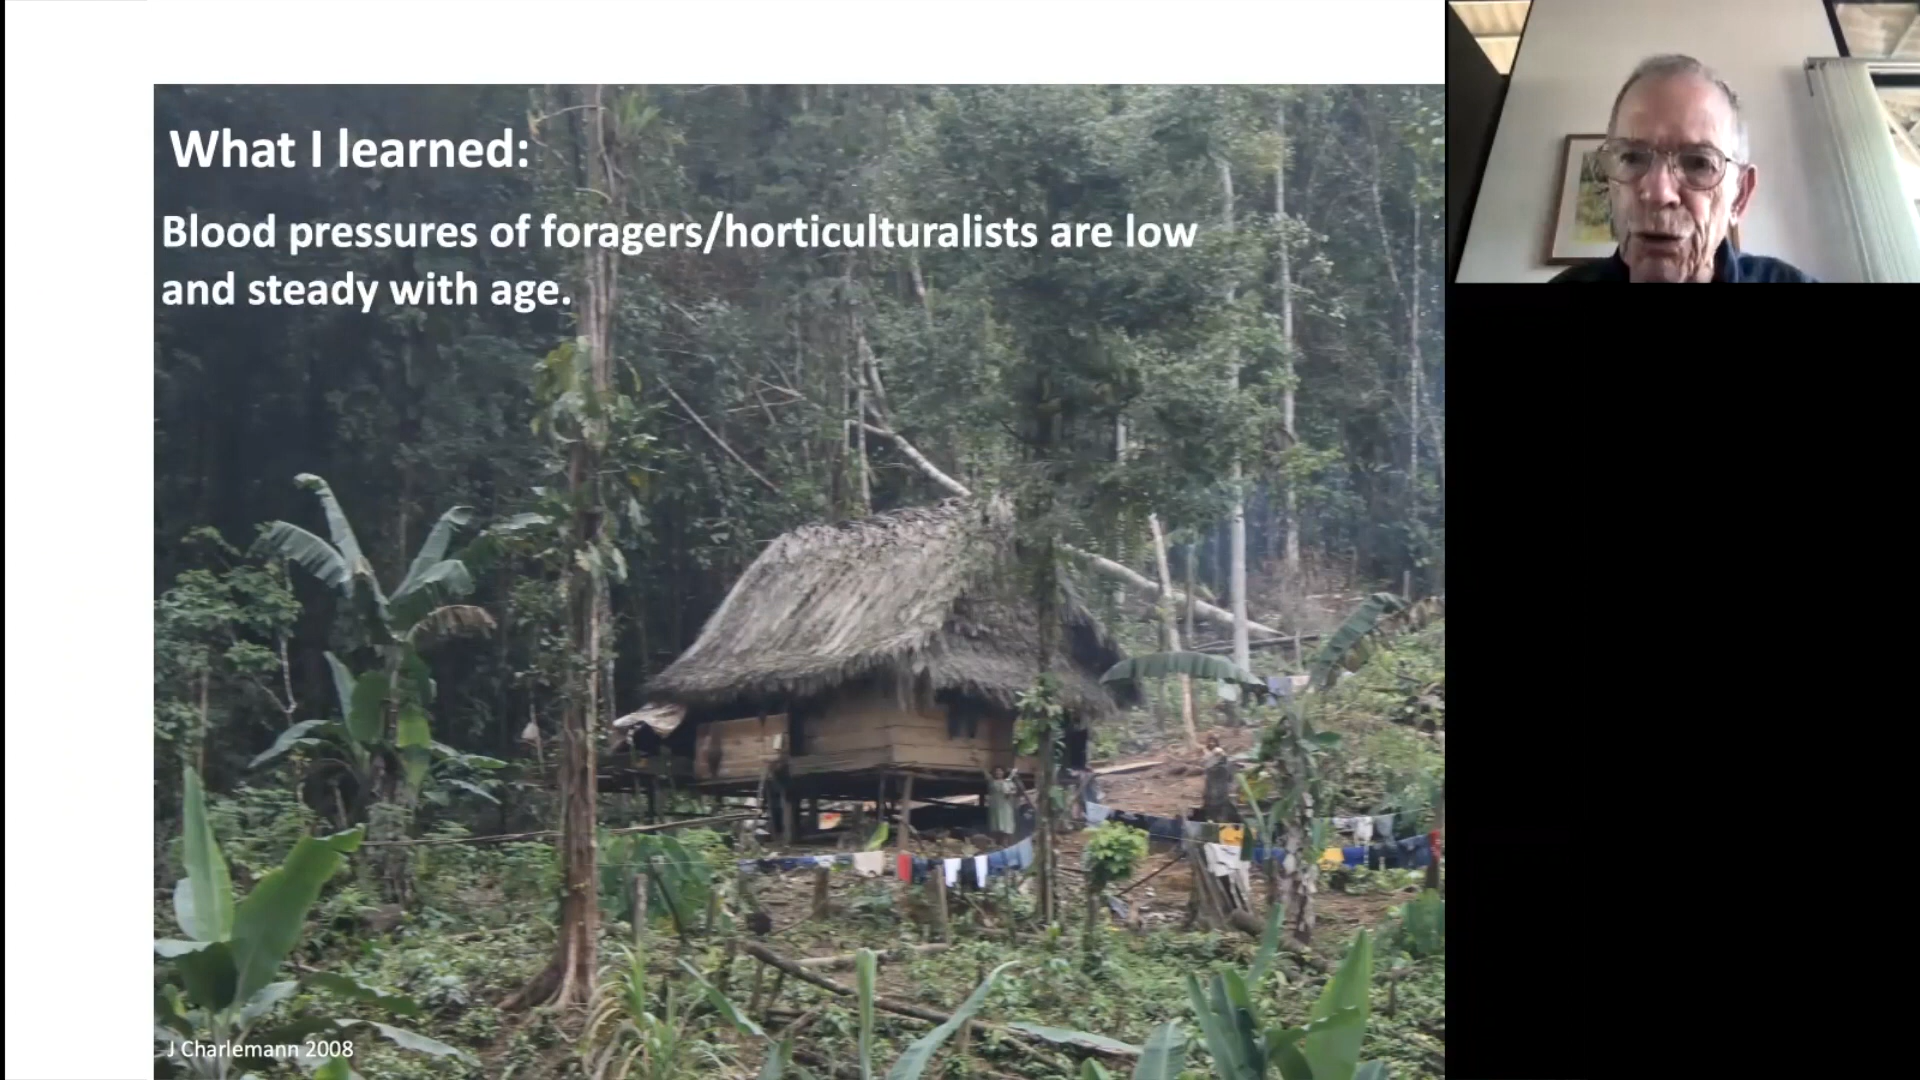 What I learned:
Blood pressures of foragers/horticulturalists are low
and steady with age.
J Charlemann 2008